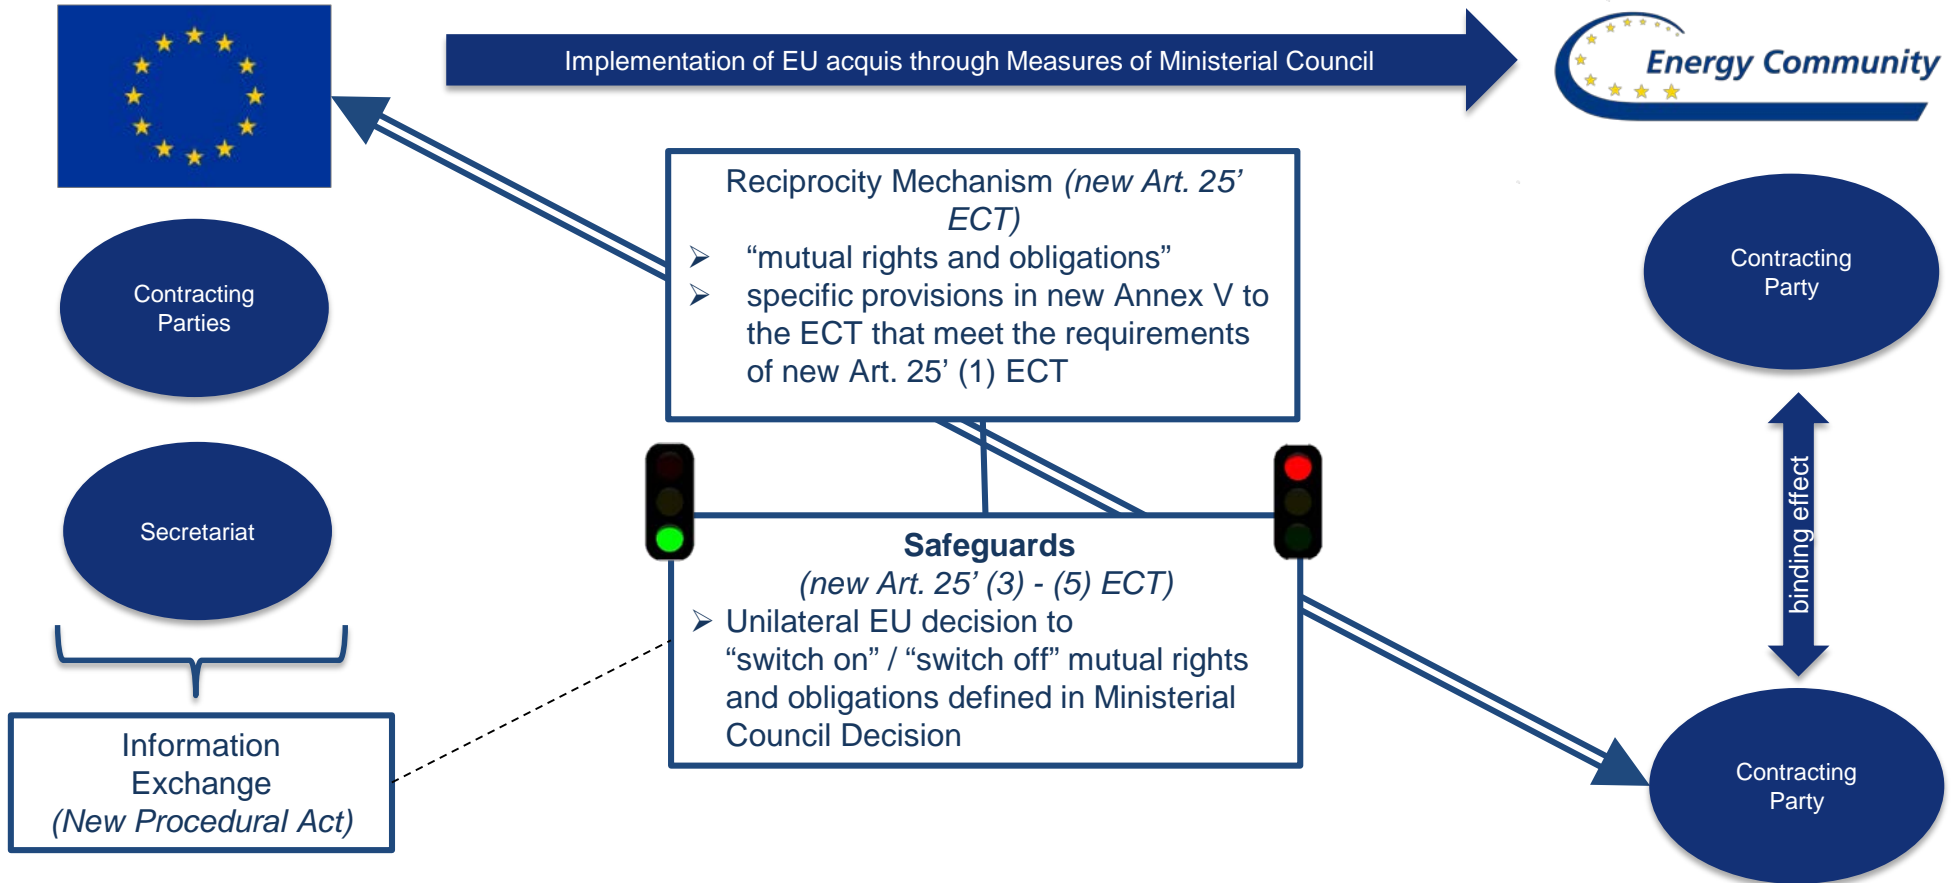 Implementation of EU acquis through Measures of Ministerial Council
Energy Community
Reciprocity Mechanism (new Art. 25’
ECT)
➢ “mutual rights and obligations”
➢ specific provisions in new Annex V to
the ECT that meet the requirements
of new Art. 25’ (1) ECT
Contracting
Parties
Contracting
Party
Secretariat
binding effect
Safeguards
(new Art. 25’ (3) - (5) ECT)
➢ Unilateral EU decision to
“switch on” / “switch off” mutual rights
and obligations defined in Ministerial
Council Decision
Information
Exchange
(New Procedural Act)
Contracting
Party